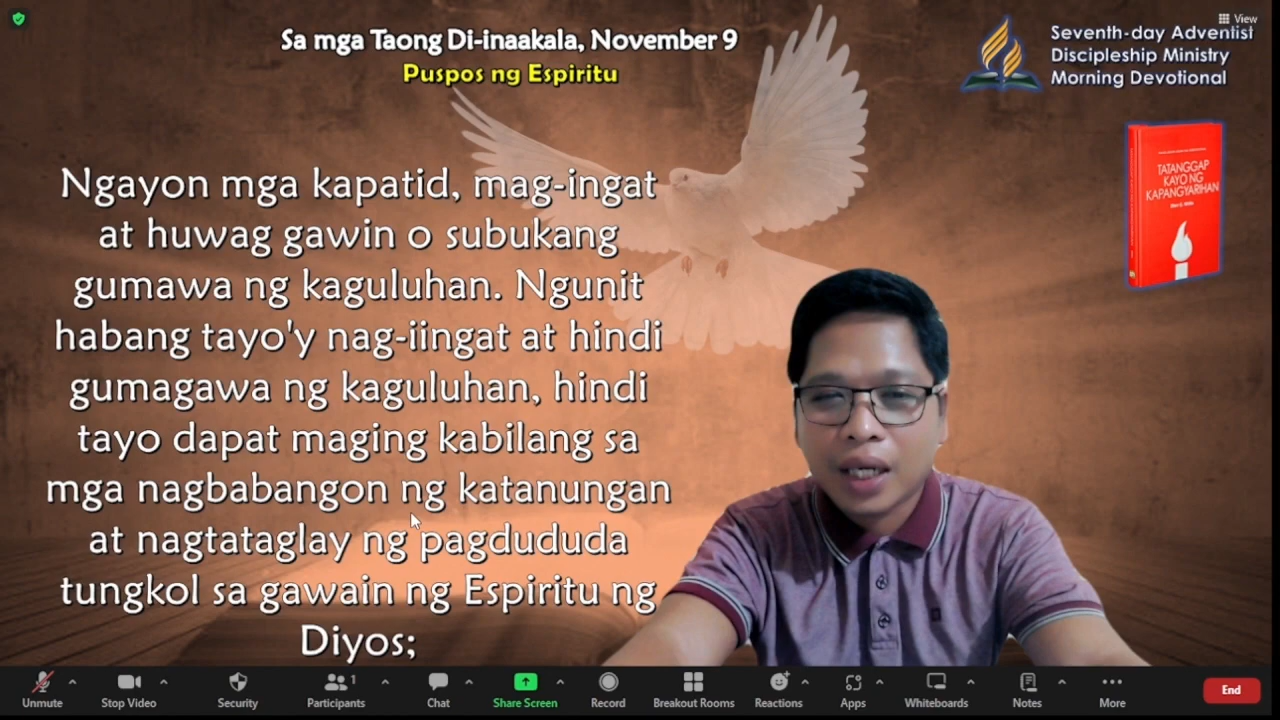 Sa mga Taong Di-inaakala, November 9
Puspos ng Espiritu
View
Seventh-day Adventist
Discipleship Ministry
Morning Devotional
TATANGGAP
KAYO NG
KAPANGYARIHAN
Ngayon mga kapatid, mag-ingat
at huwag gawin o subukang
gumawa ng kaguluhan. Ngunit
habang tayo'y nag-iingat at hindi
gumagawa ng kaguluhan, hindi
tayo dapat maging kabilang sa
mga nagbabangon ng katanungan
at nagtataglay ng pagdududa
tungkol sa gawain ng Espiritu ng
Diyos;
Unmute
Stop Video
Security
Participants
1
Chat
Share Screen
Record
Breakout Rooms
Reactions
Apps
Whiteboards
Notes
More
End